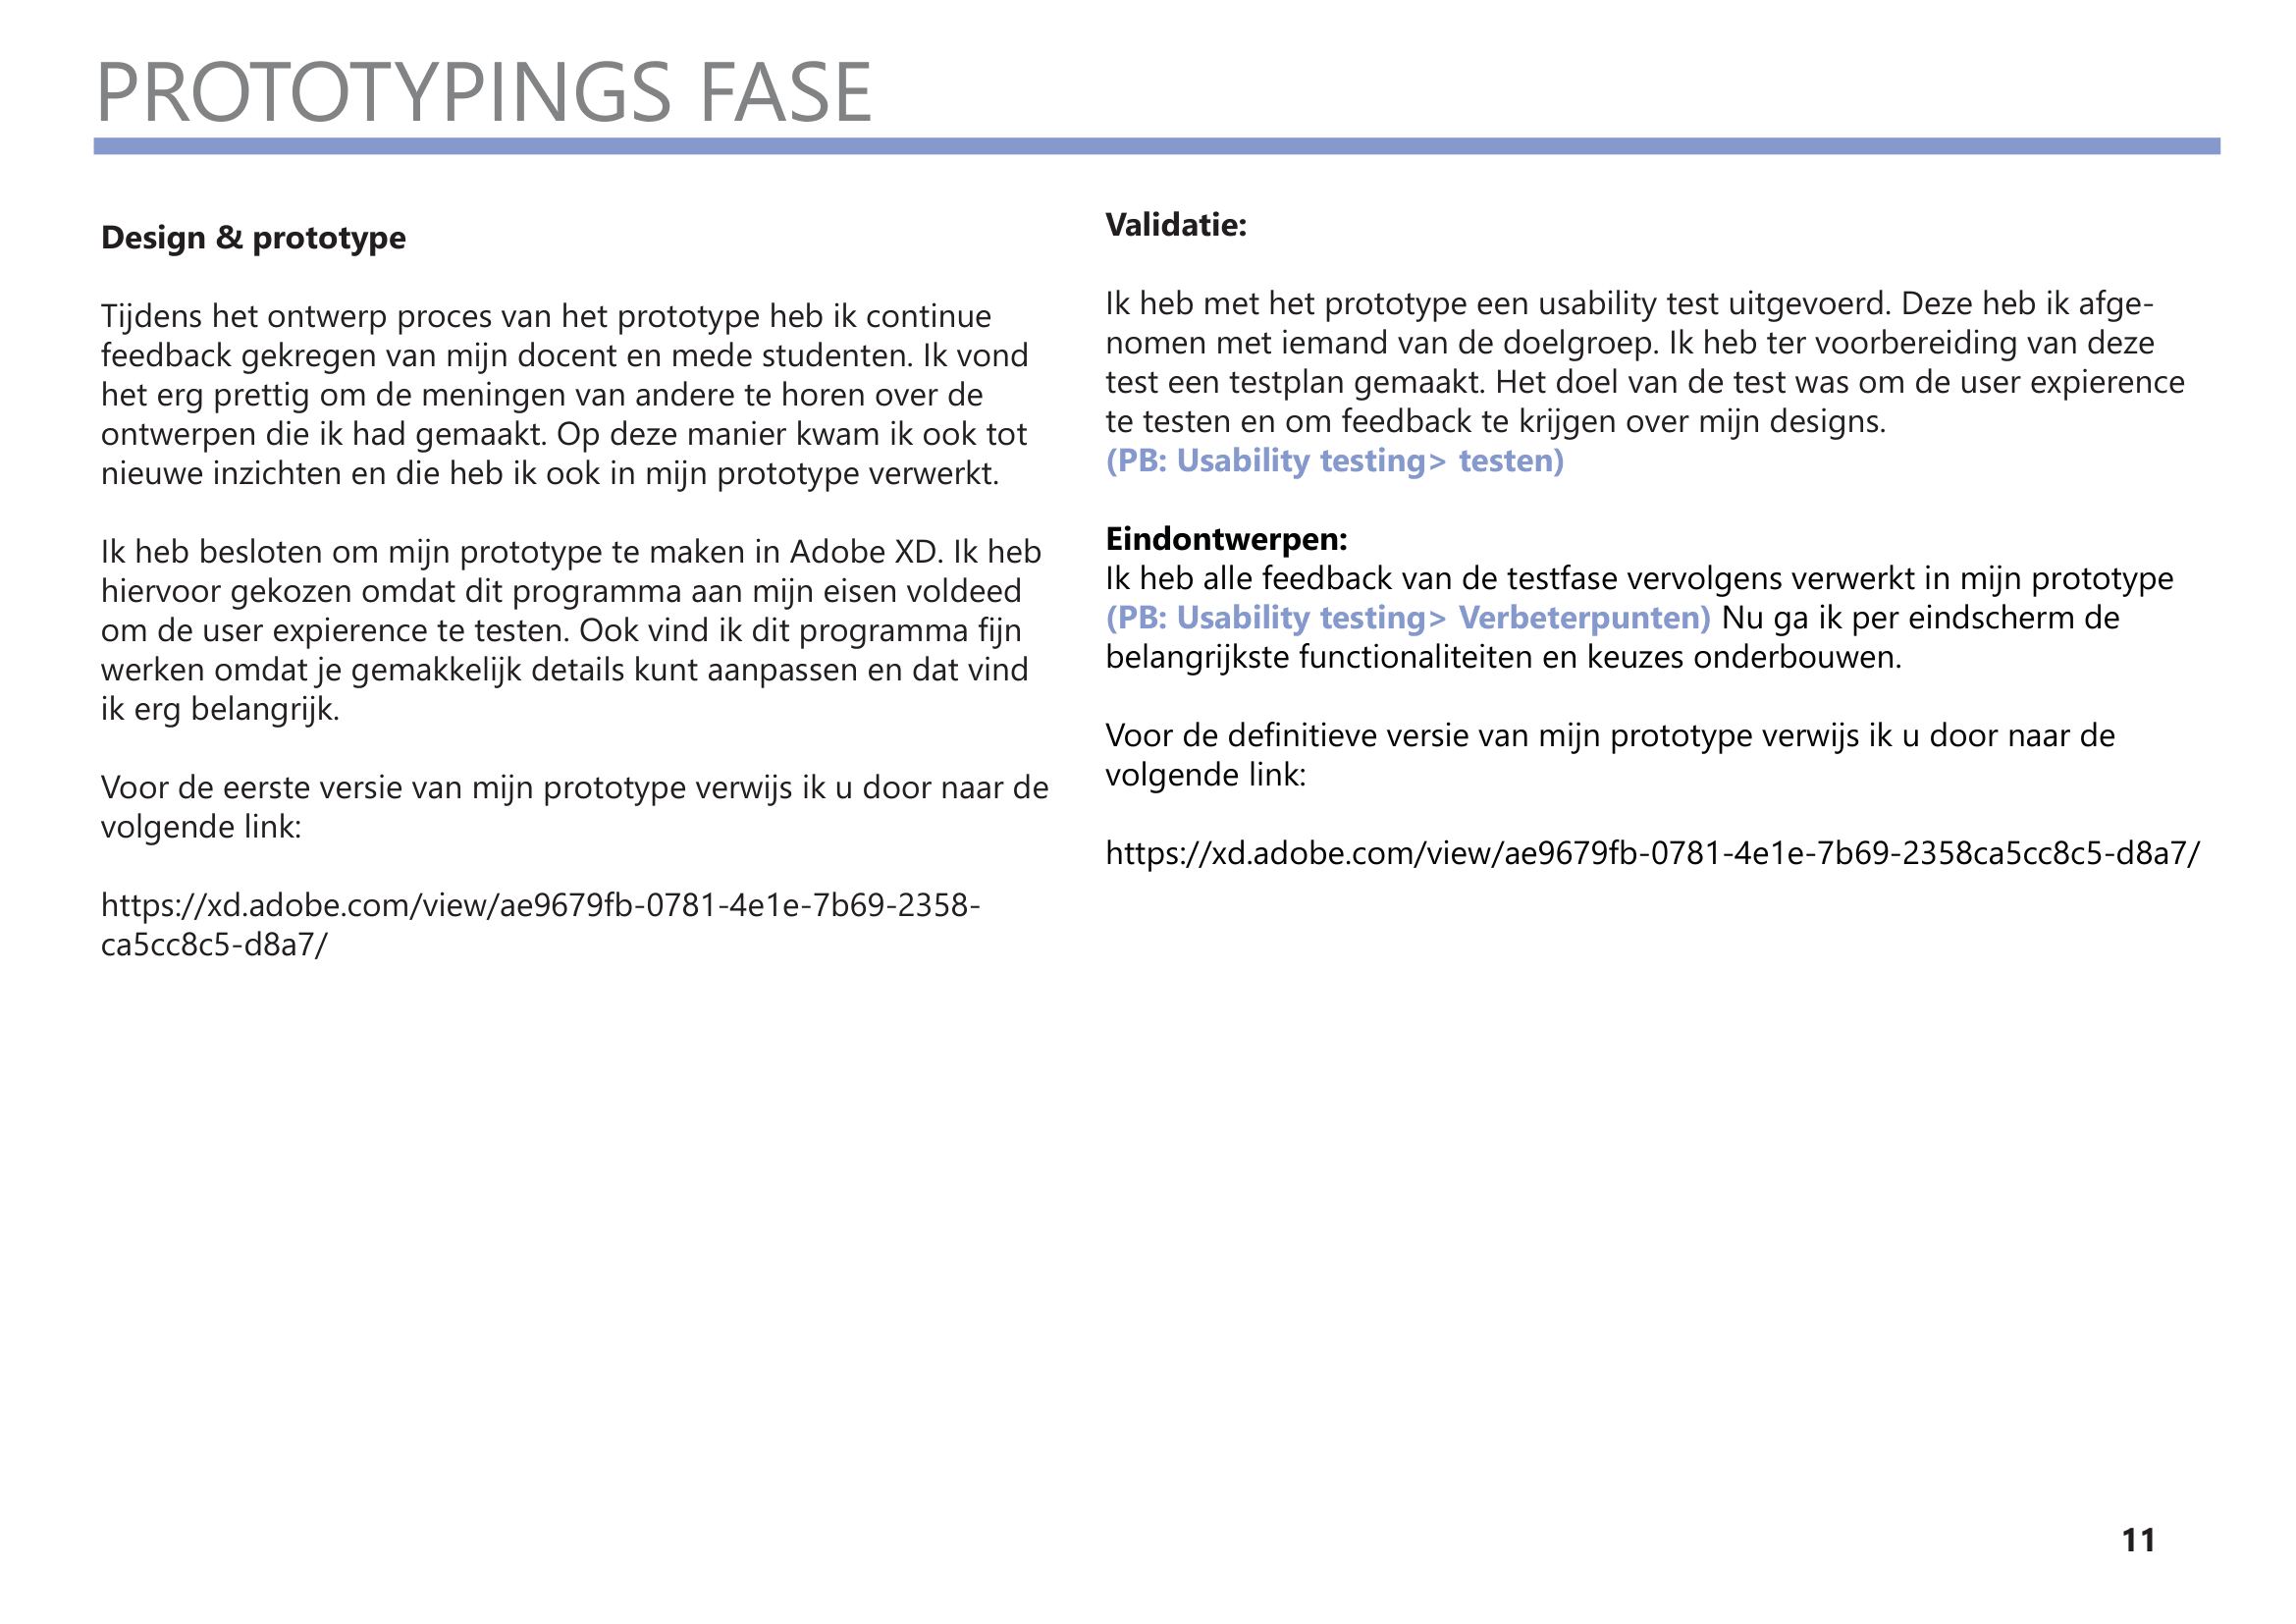 PROTOTYPINGS FASE
Design & prototype
Tijdens het ontwerp proces van het prototype heb ik continue
feedback gekregen van mijn docent en mede studenten. Ik vond
het erg prettig om de meningen van andere te horen over de
ontwerpen die ik had gemaakt. Op deze manier kwam ik ook tot
nieuwe inzichten en die heb ik ook in mijn prototype verwerkt.
Ik heb besloten om mijn prototype te maken in Adobe XD. Ik heb
hiervoor gekozen omdat dit programma aan mijn eisen voldeed
om de user expierence te testen. Ook vind ik dit programma fijn
werken omdat je gemakkelijk details kunt aanpassen en dat vind
ik erg belangrijk.
Voor de eerste versie van mijn prototype verwijs ik u door naar de
volgende link:
https://xd.adobe.com/view/ae9679fb-0781-4e1e-7b69-2358-
ca5cc8c5-d8a7/
Validatie:
Ik heb met het prototype een usability test uitgevoerd. Deze heb ik afge-
nomen met iemand van de doelgroep. Ik heb ter voorbereiding van deze
test een testplan gemaakt. Het doel van de test was om de user expierence
te testen en om feedback te krijgen over mijn designs.
(PB: Usability testing> testen)
Eindontwerpen:
Ik heb alle feedback van de testfase vervolgens verwerkt in mijn prototype
(PB: Usability testing> Verbeterpunten) Nu ga ik per eindscherm de
belangrijkste functionaliteiten en keuzes onderbouwen.
Voor de definitieve versie van mijn prototype verwijs ik u door naar de
volgende link:
https://xd.adobe.com/view/ae9679fb-0781-4e1e-7b69-2358ca5cc8c5-d8a7/
11